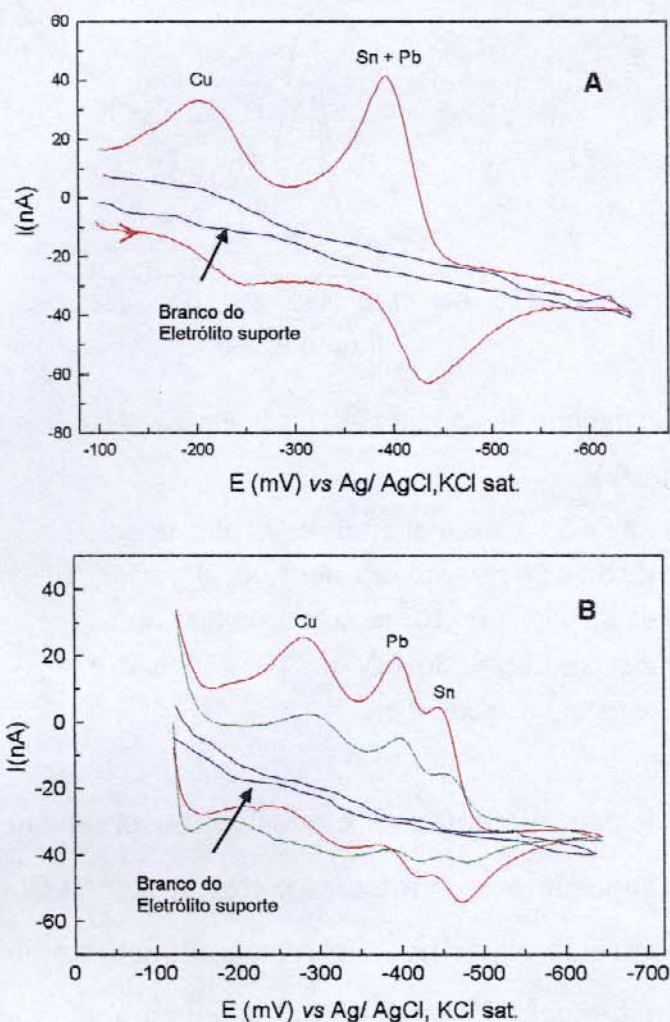 60
Sn + Pb
A
40
Cu
20
0
I(nA)
-20
-40
Branco do
Eletrólito suporte
-60
-80
-100 -200 -300 -400 -500 -600
E (mV) vs Ag/ AgCl,KCl sat.
B
40
Cu
Pb
20
Sn
0
I(nA)
-20
-40
Branco do
Eletrólito suporte
-60
0 -100 -200 -300 -400 -500 -600 -700
E (mV) vs Ag/ AgCl, KCl sat.